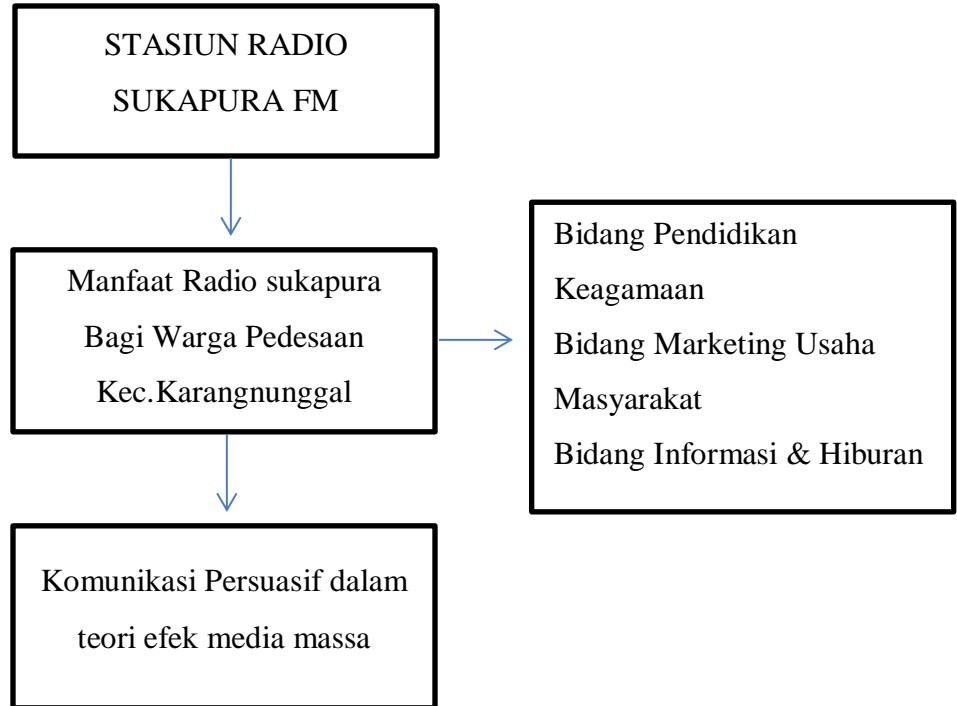 STASIUN RADIO
SUKAPURA FM
Manfaat Radio sukapura
Bagi Warga Pedesaan
Kec.Karangnunggal
Bidang Pendidikan
Keagamaan
Bidang Marketing Usaha
Masyarakat
Bidang Informasi & Hiburan
Komunikasi Persuasif dalam
teori efek media massa